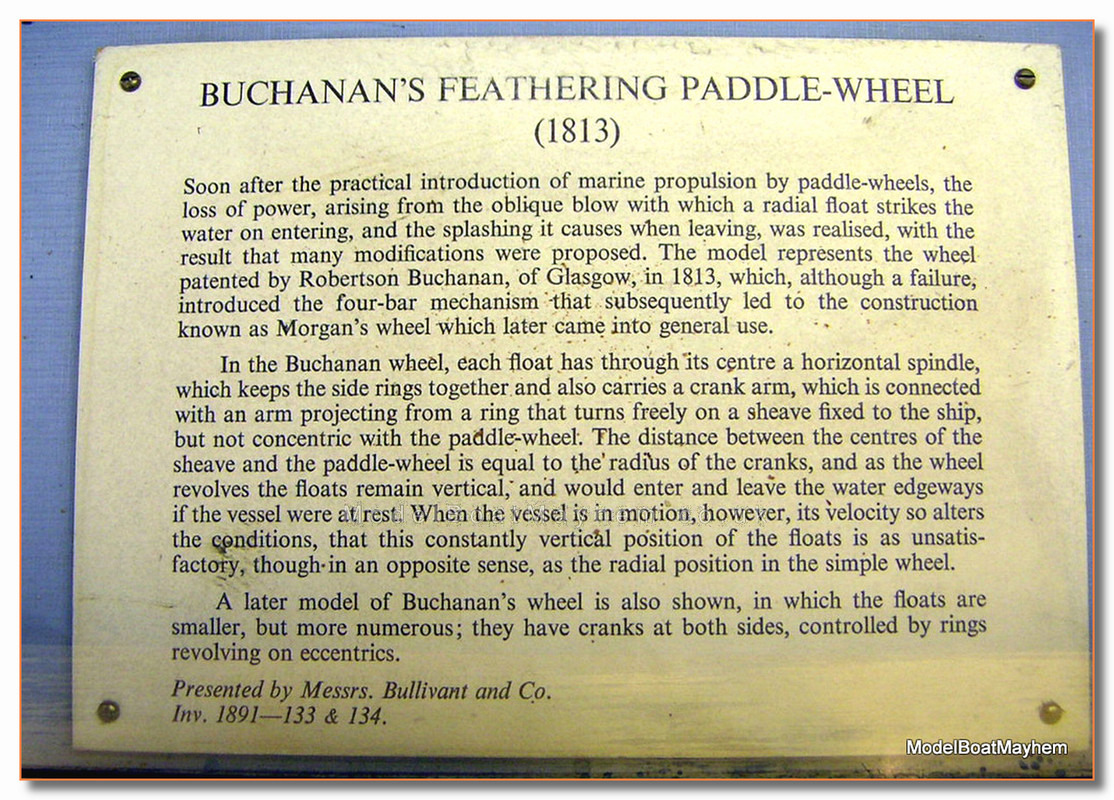 BUCHANAN'S FEATHERING PADDLE-WHEEL
(1813)
Soon after the practical introduction of marine propulsion by paddle-wheels, the
loss of power, arising from the oblique blow with which a radial float strikes the
water on entering, and the splashing it causes when leaving, was realised, with the
result that many modifications were proposed. The model represents the wheel
patented by Robertson Buchanan, of Glasgow, in 1813, which, although a failure,
introduced the four-bar mechanism that subsequently led to the construction
known as Morgan's wheel which later came into general use.
In the Buchanan wheel, each float has through its centre a horizontal spindle,
which keeps the side rings together and also carries a crank arm, which is connected
with an arm projecting from a ring that turns freely on a sheave fixed to the ship,
but not concentric with the paddle-wheel. The distance between the centres of the
sheave and the paddle-wheel is equal to the radius of the cranks, and as the wheel
revolves the floats remain vertical, and would enter and leave the water edgeways
if the vessel were at rest. When the vessel is in motion, however, its velocity so alters
the conditions, that this constantly vertical position of the floats is as unsatis-
factory, though in an opposite sense, as the radial position in the simple wheel.
A later model of Buchanan's wheel is also shown, in which the floats are
smaller, but more numerous; they have cranks at both sides, controlled by rings
revolving on eccentrics.
Presented by Messrs. Bullivant and Co.
Inv. 1891—133 & 134.
ModelBoatMayhem